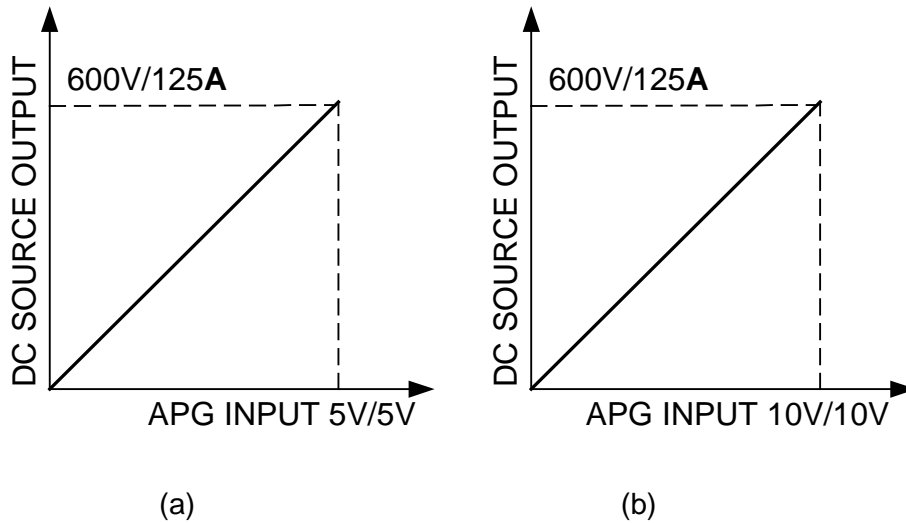 DC SOURCE OUTPUT
600V/125A
APG INPUT 5V/5V
(a)
DC SOURCE OUTPUT
600V/125A
APG INPUT 10V/10V
(b)